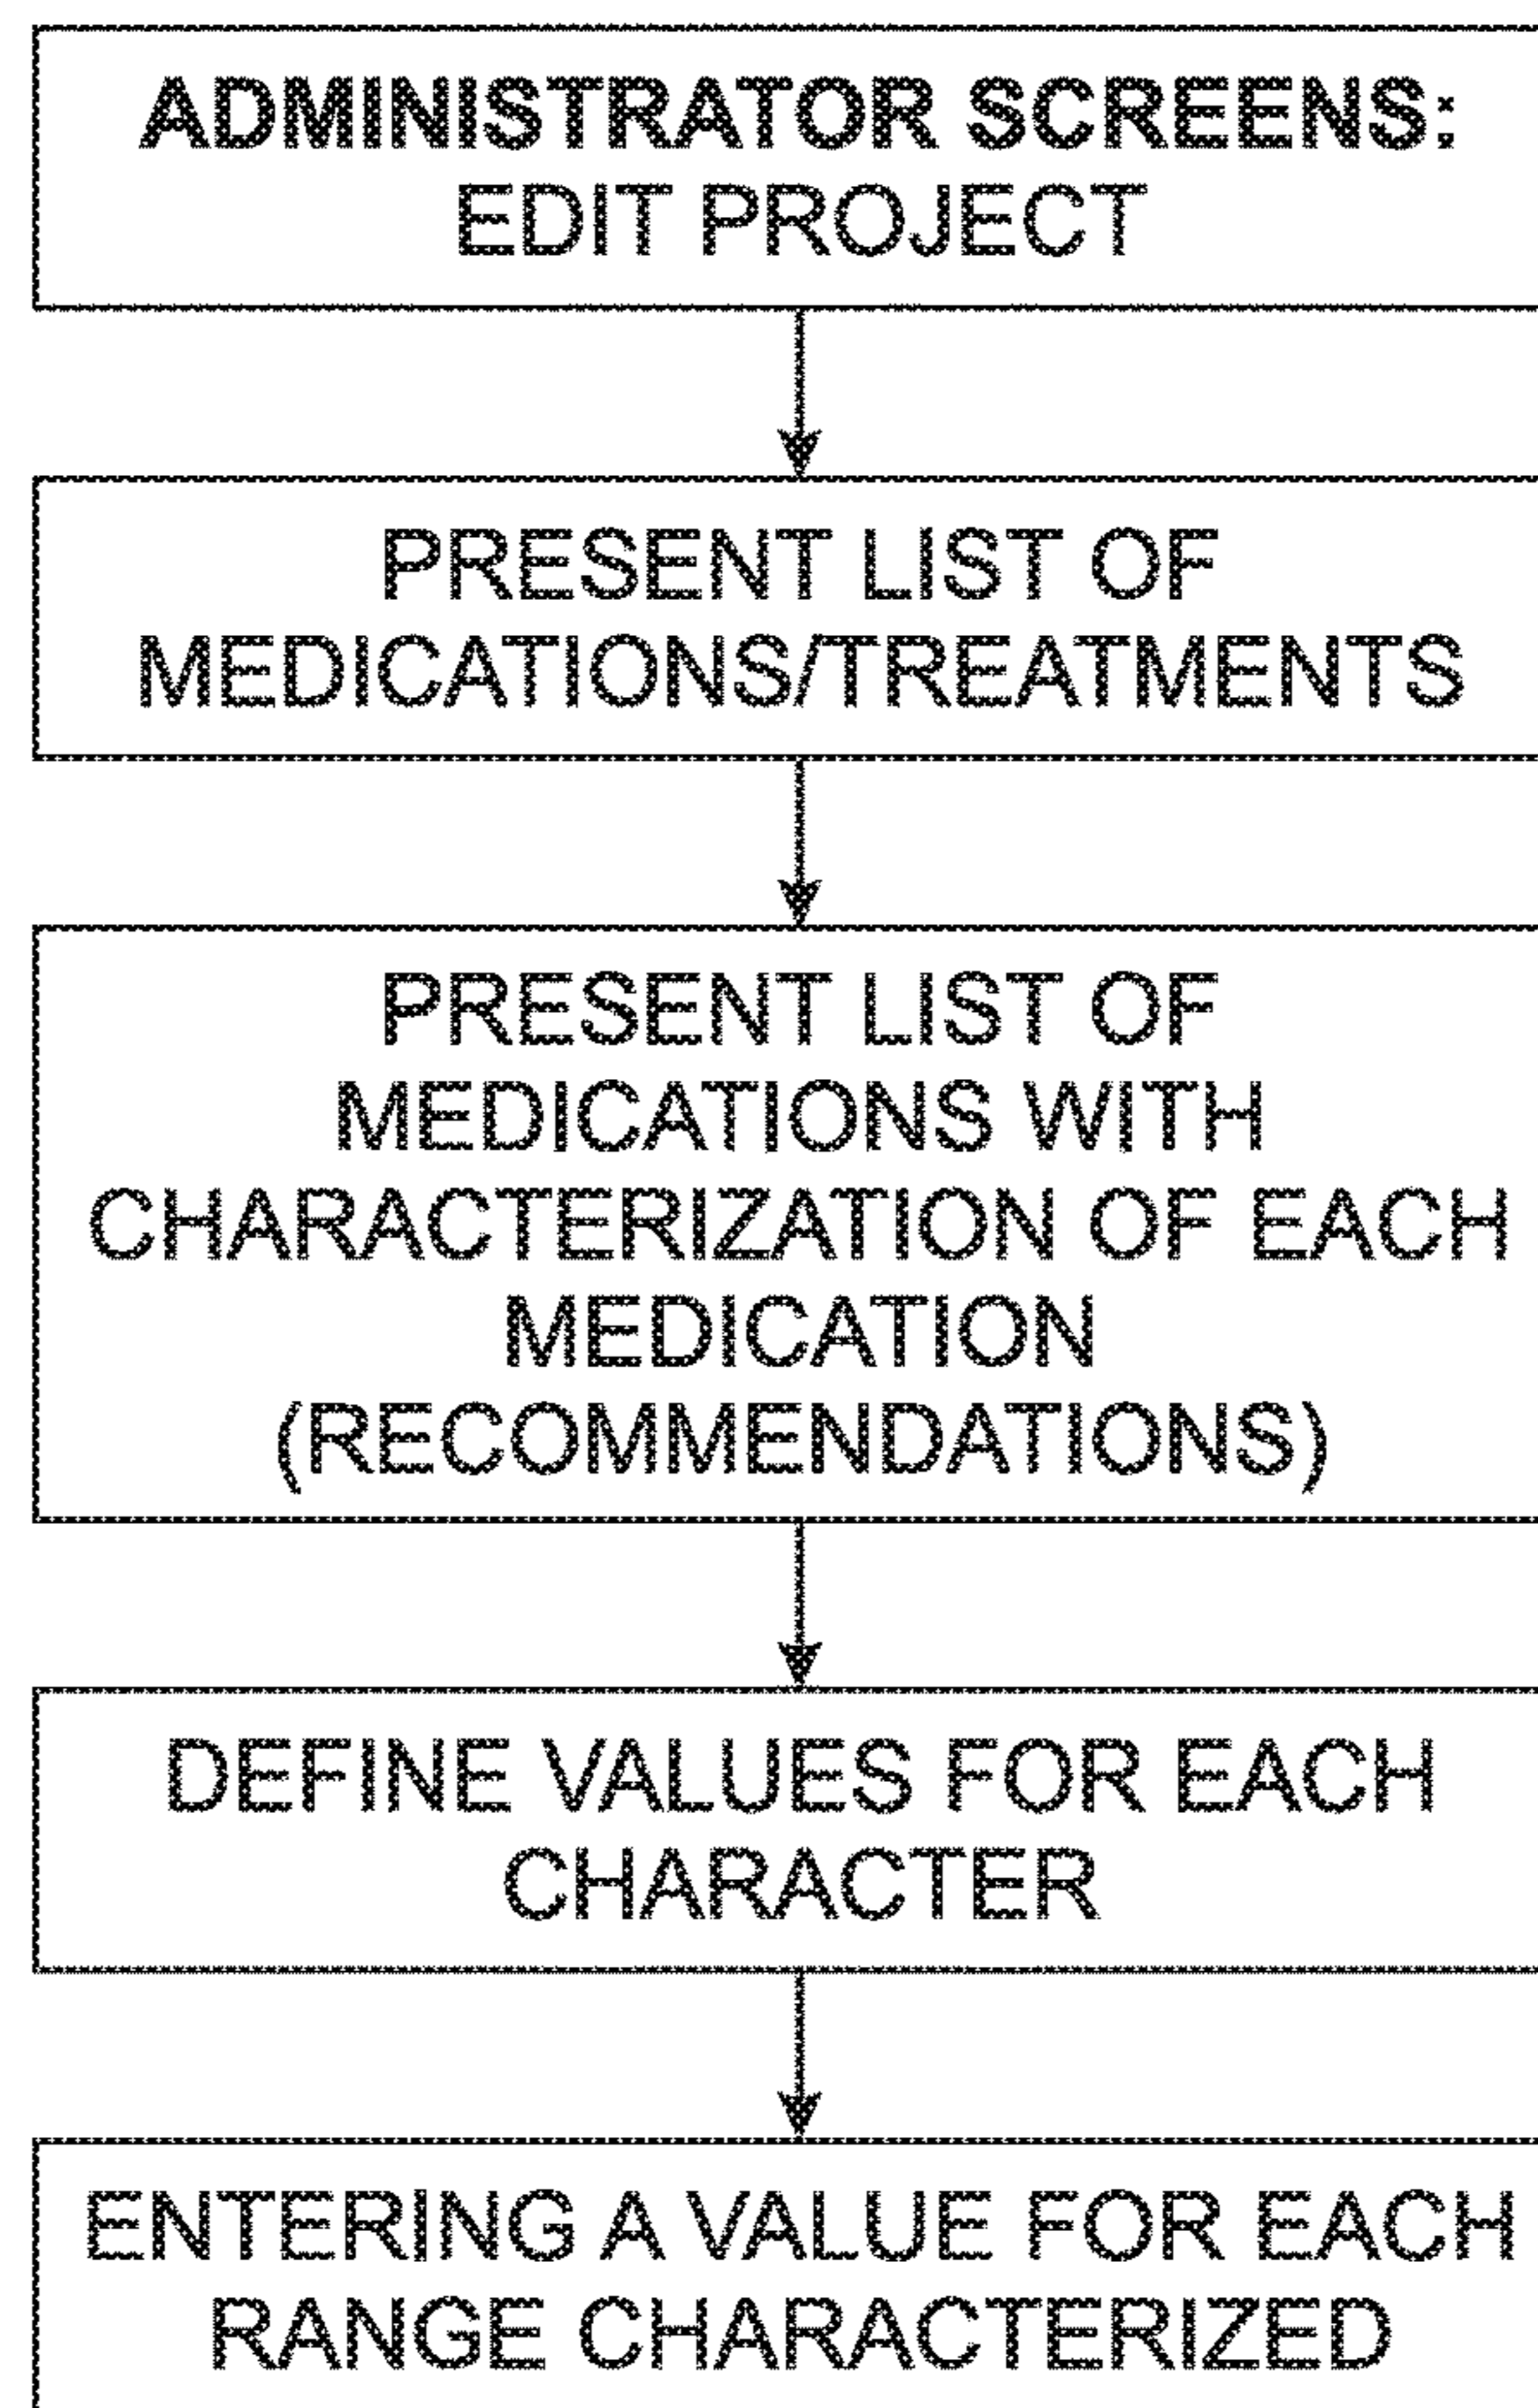 ADMINISTRATOR SCREENS:
EDIT PROJECT
PRESENT LIST OF
MEDICATIONS/TREATMENTS
PRESENT LIST OF
MEDICATIONS WITH
CHARACTERIZATION OF EACH
MEDICATION
(RECOMMENDATIONS)
DEFINE VALUES FOR EACH
CHARACTER
ENTERING A VALUE FOR EACH
RANGE CHARACTERIZED